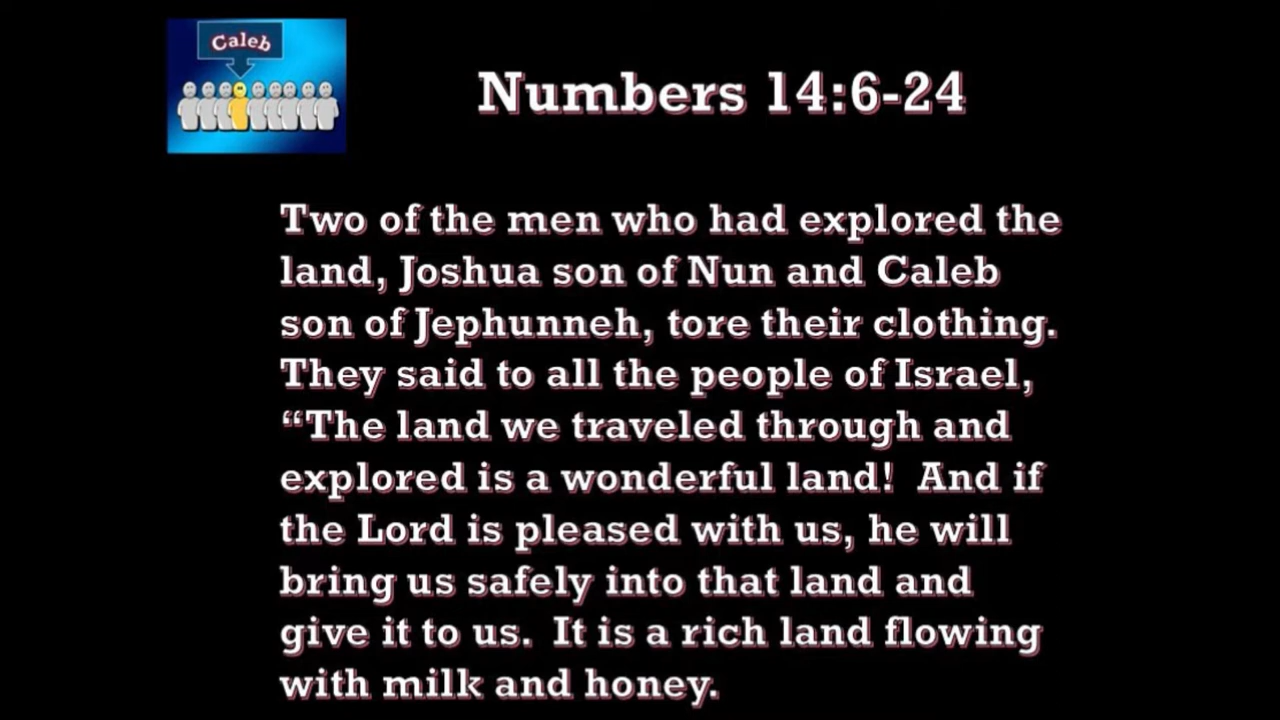 Caleb
Numbers 14:6-24
Two of the men who had explored the
land, Joshua son of Nun and Caleb
son of Jephunneh, tore their clothing.
They said to all the people of Israel,
“The land we traveled through and
explored is a wonderful land!  And if
the Lord is pleased with us, he will
bring us safely into that land and
give it to us.  It is a rich land flowing
with milk and honey.